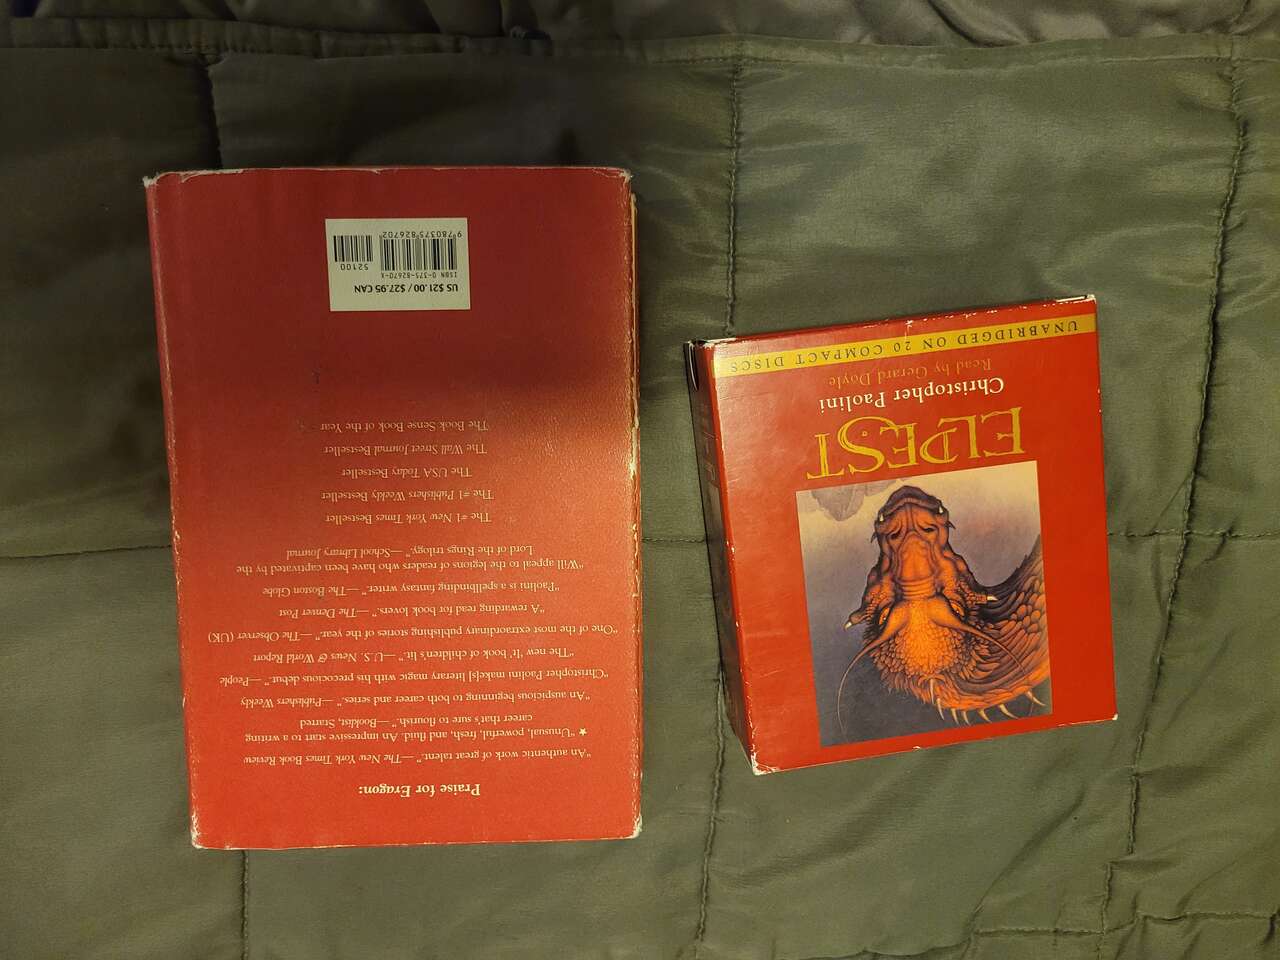 Praise for Eragon:
"An authentic work of great talent." —The New York Times Book Review
★ "Unusual, powerful, fresh, and fluid. An impressive start to a writing
career that's sure to flourish." —Booklist, Starred
"An auspicious beginning to both career and series." —Publishers Weekly
"Christopher Paolini make[s] literary magic with his precocious debut." —People
"The new 'It' book of children's lit." —U.S. News & World Report
"One of the most extraordinary publishing stories of the year." —The Observer (UK)
"A rewarding read for book lovers." —The Denver Post
"Paolini is a spellbinding fantasy writer." —The Boston Globe
"Will appeal to the legions of readers who have been captivated by the
Lord of the Rings trilogy." —School Library Journal
The #1 New York Times Bestseller
The #1 Publishers Weekly Bestseller
The USA Today Bestseller
The Wall Street Journal Bestseller
The Book Sense Book of the Year
US $21.00 / $27.95 CAN
ISBN 0-375-82670-X
52100
9 780375 826702
ELDEST
Christopher Paolini
Read by Gerard Doyle
UNABRIDGED ON 20 COMPACT DISCS